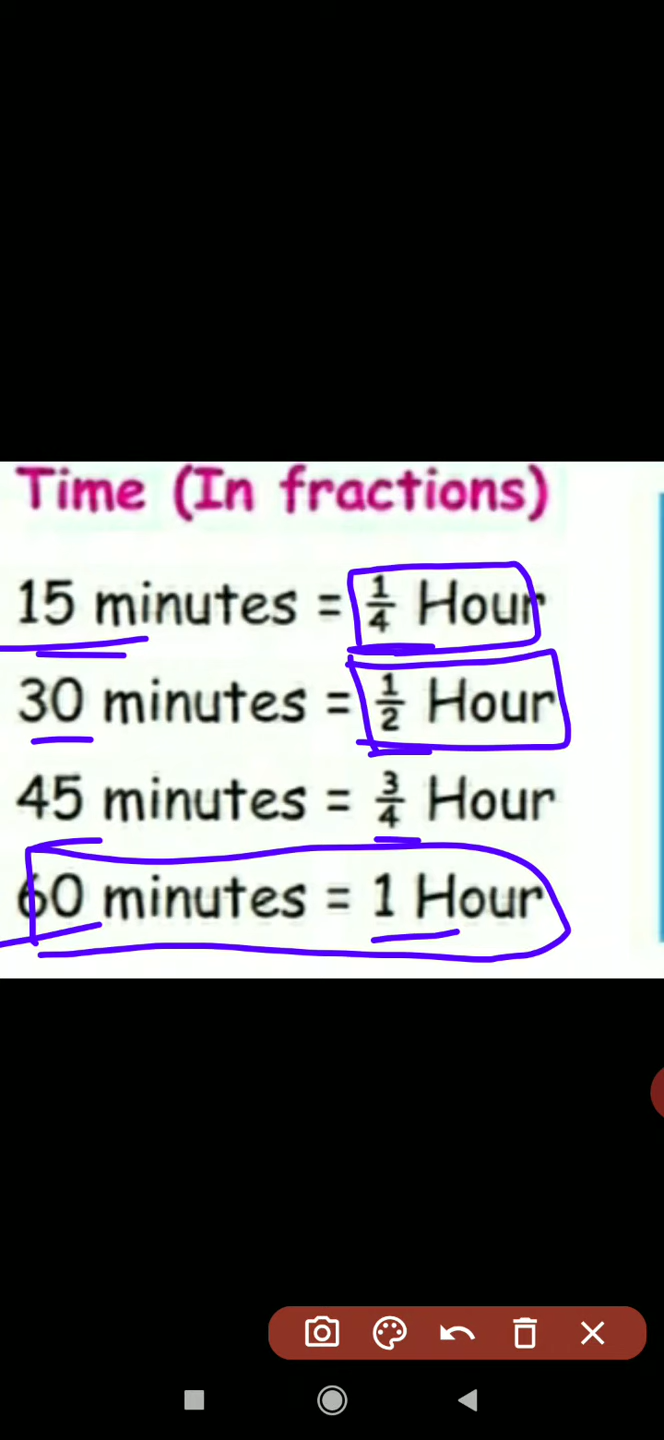 Time (In fractions)
15 minutes = 1/4 Hour
30 minutes = 1/2 Hour
45 minutes = 3/4 Hour
60 minutes = 1 Hour